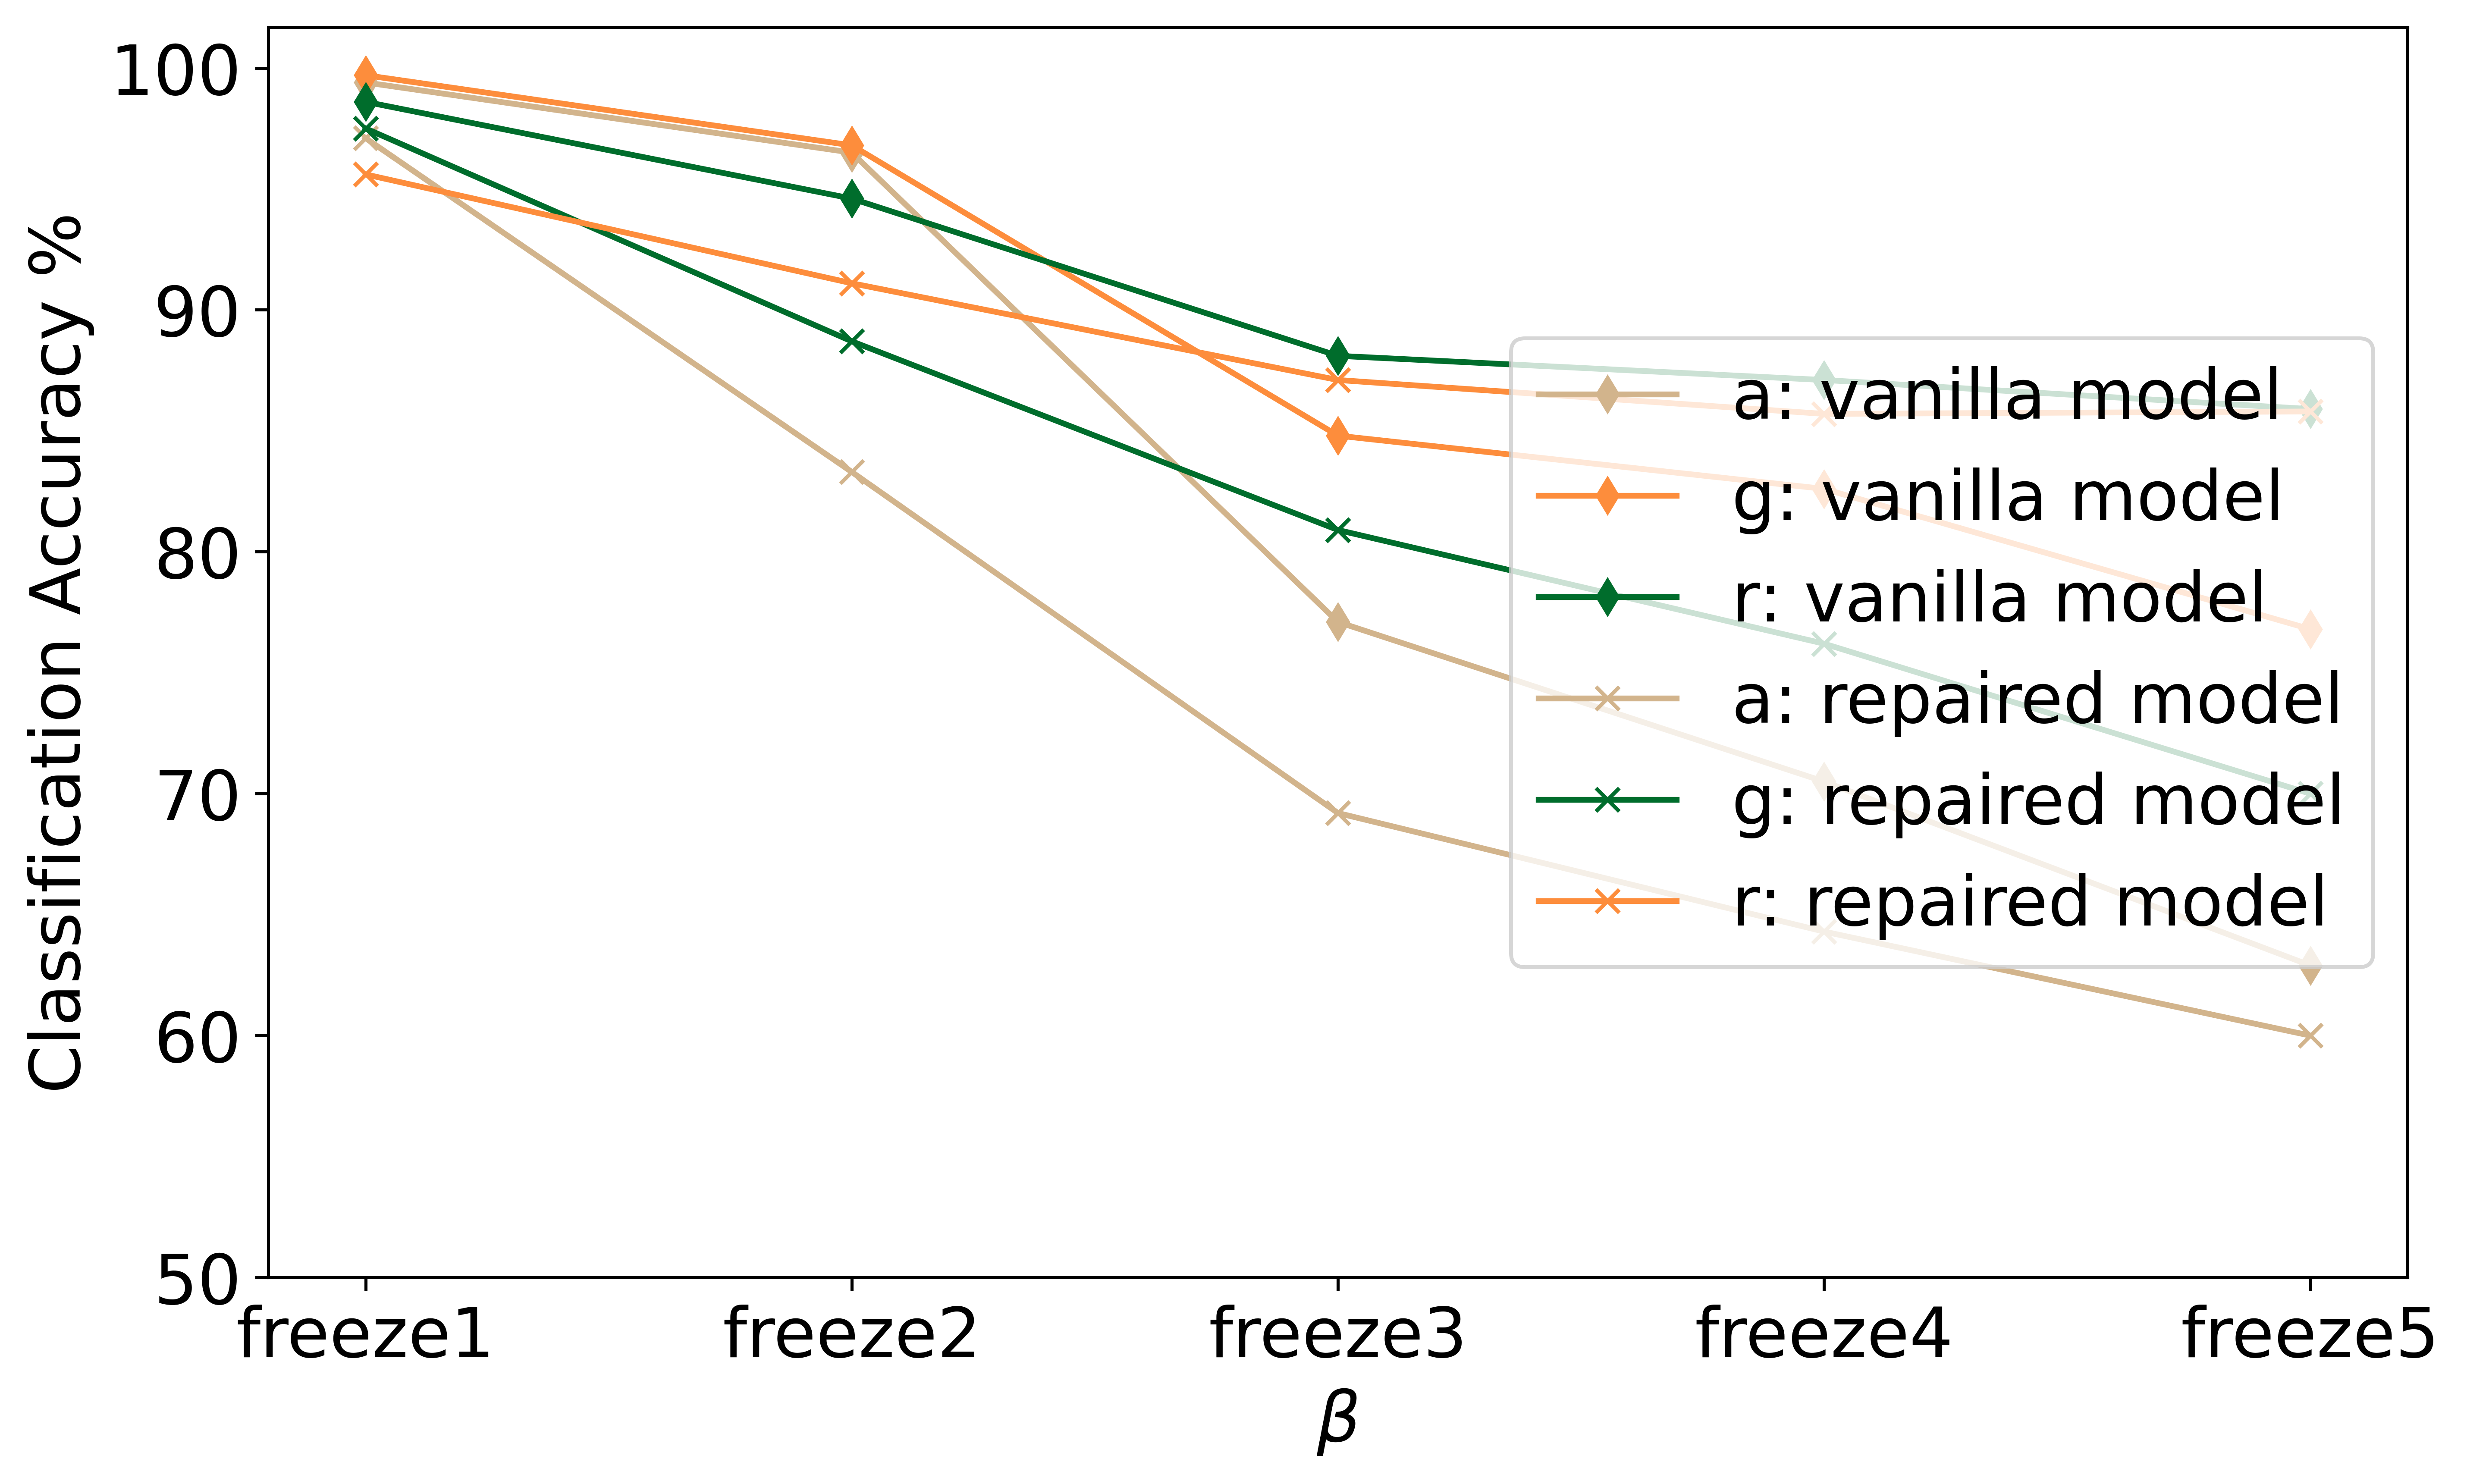 Classification Accuracy %
100
90
80
70
60
50
freeze1 freeze2 freeze3 freeze4 freeze5
β
a: vanilla model
g: vanilla model
r: vanilla model
a: repaired model
g: repaired model
r: repaired model